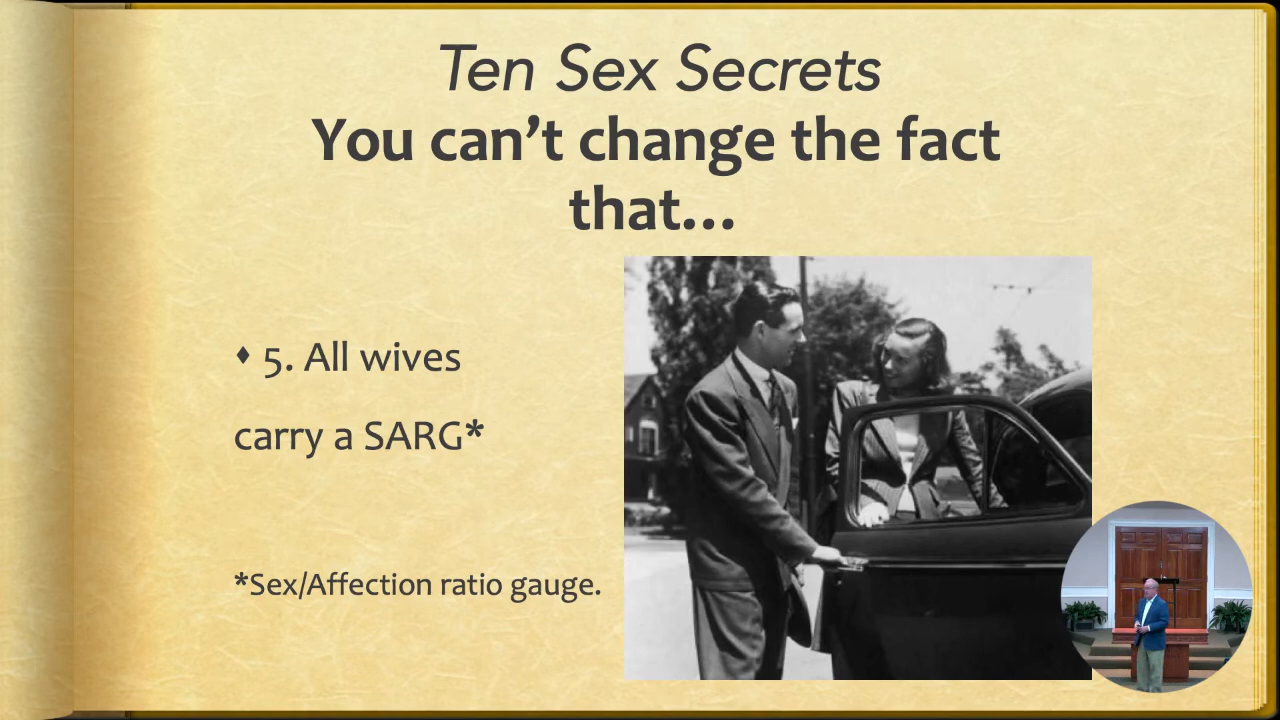 Ten Sex Secrets
You can’t change the fact
that...
♦ 5. All wives
carry a SARG*
*Sex/Affection ratio gauge.